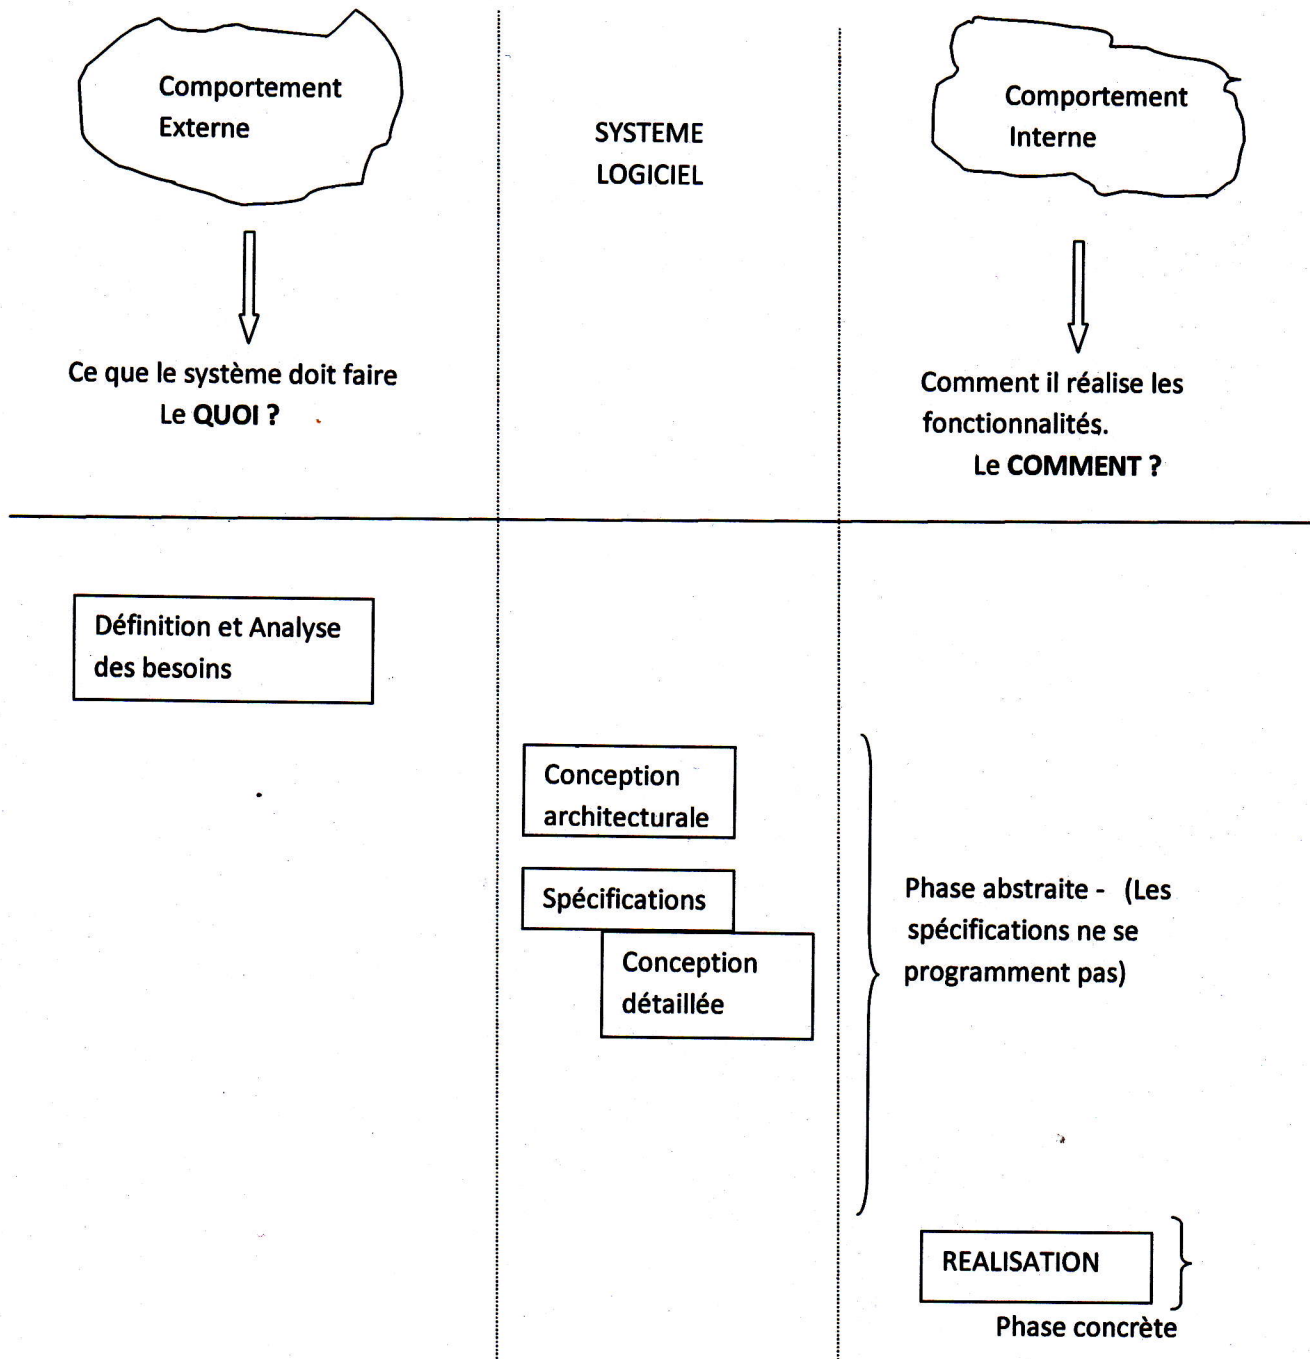 Comportement
Externe
SYSTEME
LOGICIEL
Comportement
Interne
Ce que le système doit faire
Le QUOI ?
Comment il réalise les
fonctionnalités.
Le COMMENT ?
Définition et Analyse
des besoins
Conception
architecturale
Spécifications
Conception
détaillée
Phase abstraite - (Les
spécifications ne se
programment pas)
REALISATION
Phase concrète